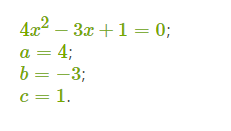 4x² − 3x + 1 = 0;
a = 4;
b = −3;
c = 1.